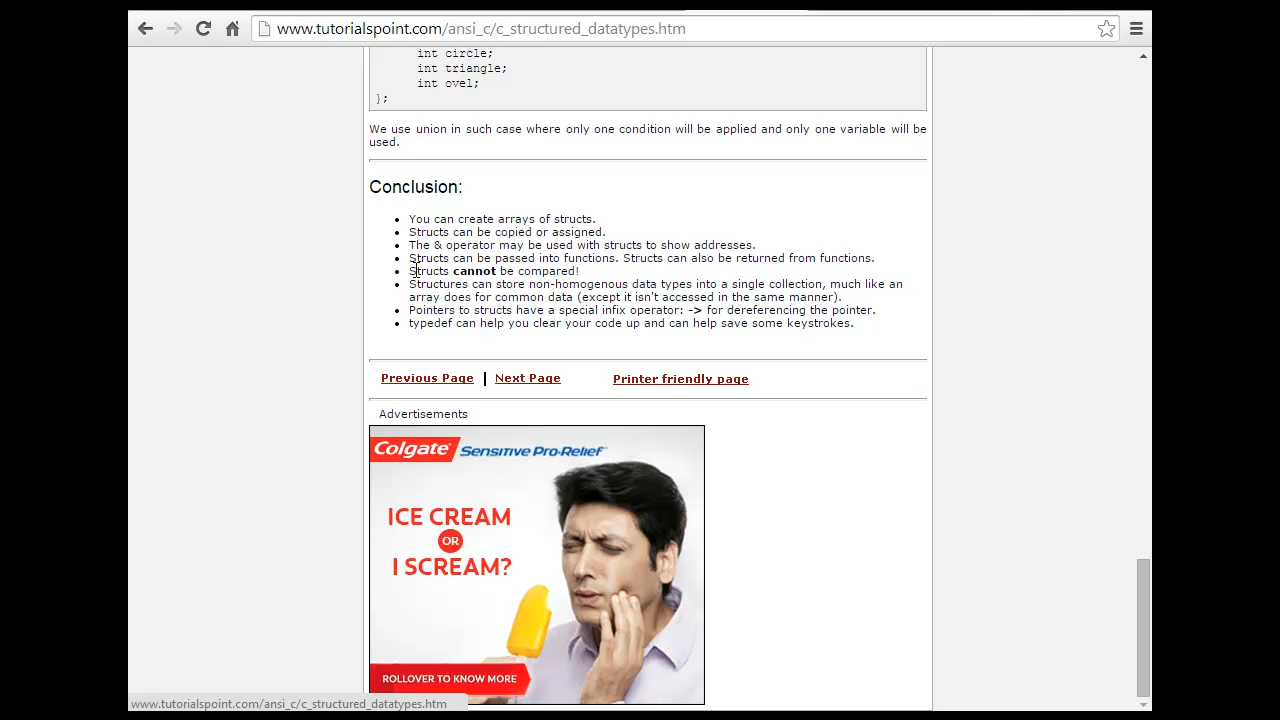 www.tutorialspoint.com/ansi_c/c_structured_datatypes.htm
int circle;
int triangle;
int ovel;
};
We use union in such case where only one condition will be applied and only one variable will be
used.
Conclusion:
• You can create arrays of structs.
• Structs can be copied or assigned.
• The & operator may be used with structs to show addresses.
• Structs can be passed into functions. Structs can also be returned from functions.
• Structs cannot be compared!
• Structures can store non-homogenous data types into a single collection, much like an
array does for common data (except it isn't accessed in the same manner).
• Pointers to structs have a special infix operator: -> for dereferencing the pointer.
• typedef can help you clear your code up and can help save some keystrokes.
Previous Page | Next Page Printer friendly page
Advertisements
Colgate Sensitive Pro-Relief™
ICE CREAM
OR
I SCREAM?
ROLLOVER TO KNOW MORE
www.tutorialspoint.com/ansi_c/c_structured_datatypes.htm